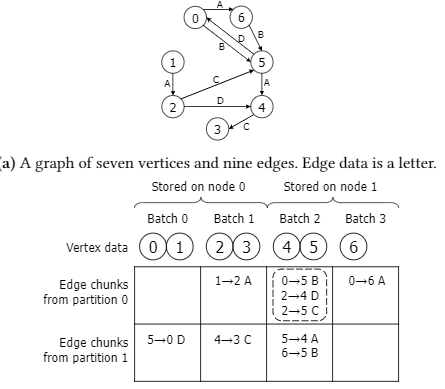 A
0
6
D
B
B
1
5
A
C
A
2
D
4
3
C
(a) A graph of seven vertices and nine edges. Edge data is a letter.
Stored on node 0 Stored on node 1
Batch 0 Batch 1 Batch 2 Batch 3
Vertex data 0 1 2 3 4 5 6
Edge chunks from partition 0
1→2 A
0→5 B
2→4 D
2→5 C
0→6 A
Edge chunks from partition 1
5→0 D
4→3 C
5→4 A
6→5 B